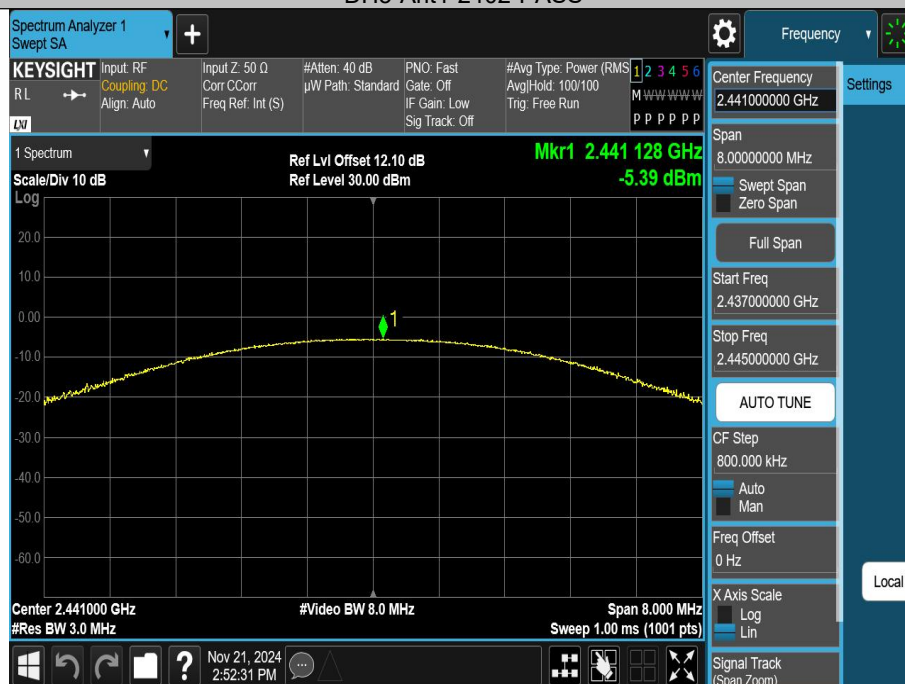 Spectrum Analyzer 1
Swept SA
Frequency
KEYSIGHT
R L
LXI
Input: RF
Coupling: DC
Align: Auto
Input Z: 50 Ω
Corr CCorr
Freq Ref: Int (S)
#Atten: 40 dB
µW Path: Standard
PNO: Fast
Gate: Off
IF Gain: Low
Sig Track: Off
#Avg Type: Power (RMS
Avg|Hold: 100/100
Trig: Free Run
1 2 3 4 5 6
M W W W W W
P P P P P P
Center Frequency
2.441000000 GHz
Settings
Span
8.00000000 MHz
Swept Span
Zero Span
Full Span
Start Freq
2.437000000 GHz
Stop Freq
2.445000000 GHz
AUTO TUNE
CF Step
800.000 kHz
Auto
Man
Freq Offset
0 Hz
X Axis Scale
Log
Lin
Local
Signal Track
(Span Zoom)
1 Spectrum
Scale/Div 10 dB
Log
Ref Lvl Offset 12.10 dB
Ref Level 30.00 dBm
Mkr1 2.441 128 GHz
-5.39 dBm
1
20.0
10.0
0.00
-10.0
-20.0
-30.0
-40.0
-50.0
-60.0
Center 2.441000 GHz
#Res BW 3.0 MHz
#Video BW 8.0 MHz
Span 8.000 MHz
Sweep 1.00 ms (1001 pts)
Nov 21, 2024
2:52:31 PM